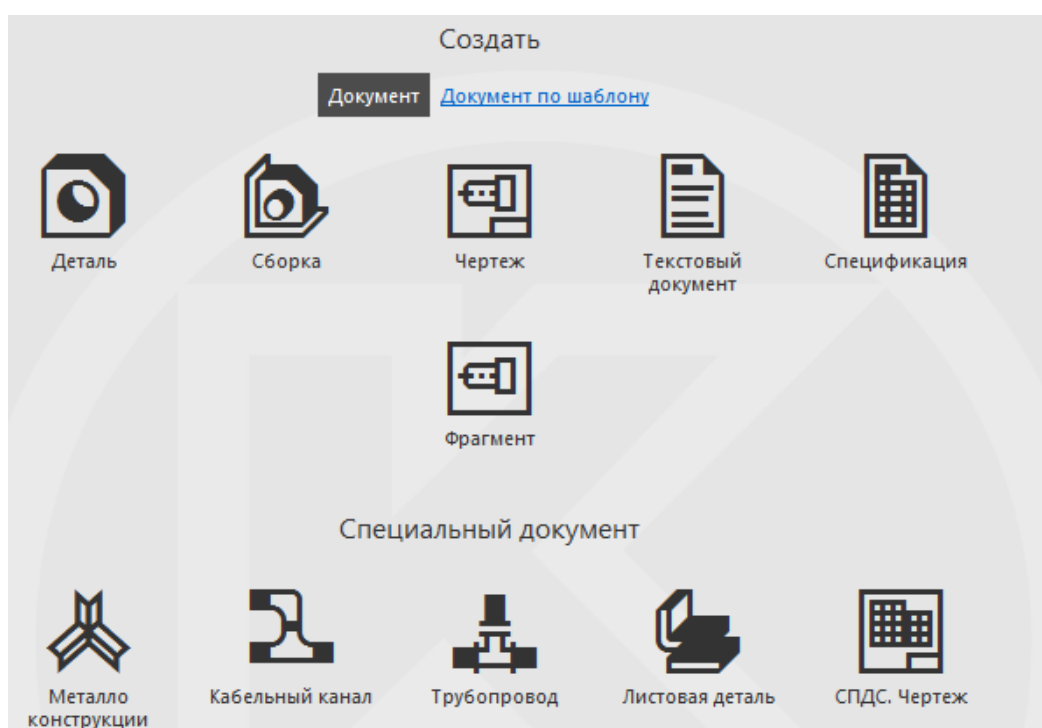 Создать
Документ Документ по шаблону
Деталь Сборка Чертеж Текстовый Спецификация
документ
Фрагмент
Специальный документ
Металло Кабельный канал Трубопровод Листовая деталь СПДС. Чертеж
конструкции